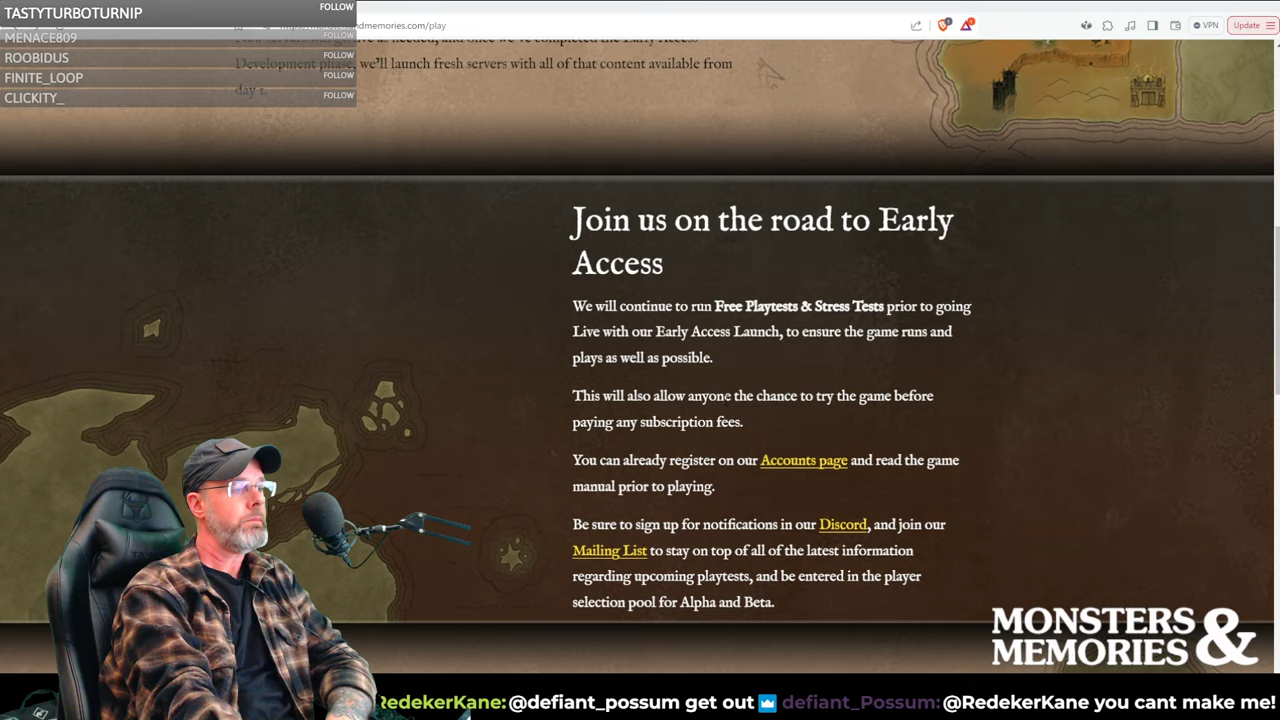 TASTYTURBOTURNIP FOLLOW
MENACE809 FOLLOW
ROOBIDUS FOLLOW
FINITE_LOOP FOLLOW
CLICKITY_ FOLLOW
ndmemories.com/play
VPN
Update
Development phase, we'll launch fresh servers with all of that content available from
day 1.
Join us on the road to Early
Access
We will continue to run Free Playtests & Stress Tests prior to going
Live with our Early Access Launch, to ensure the game runs and
plays as well as possible.
This will also allow anyone the chance to try the game before
paying any subscription fees.
You can already register on our Accounts page and read the game
manual prior to playing.
Be sure to sign up for notifications in our Discord, and join our
Mailing List to stay on top of all of the latest information
regarding upcoming playtests, and be entered in the player
selection pool for Alpha and Beta.
MONSTERS &
MEMORIES
RedekerKane: @defiant_possum get out defiant_Possum: @RedekerKane you cant make me!